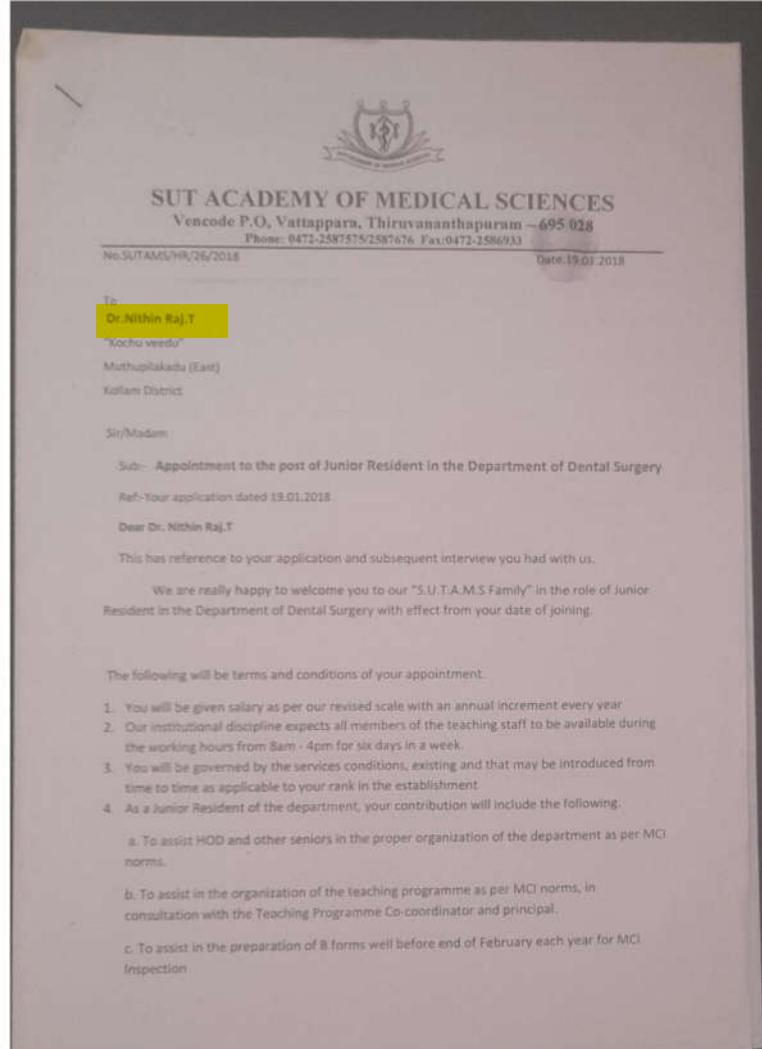 SUT ACADEMY OF MEDICAL SCIENCES
Vencode P.O, Vattappara, Thiruvananthapuram – 695 028
Phone: 0472-2587575/2587676 Fax:0472-2586933
No.SUTAMS/HR/26/2018 Date.19.01.2018
To
Dr.Nithin Raj.T
"Kochu veedu"
Muthupilakadu (East)
Kollam District
Sir/Madam
Sub:- Appointment to the post of Junior Resident in the Department of Dental Surgery
Ref:-Your application dated 19.01.2018
Dear Dr. Nithin Raj.T
This has reference to your application and subsequent interview you had with us.
We are really happy to welcome you to our "S.U.T.A.M.S Family" in the role of Junior
Resident in the Department of Dental Surgery with effect from your date of joining.
The following will be terms and conditions of your appointment.
1. You will be given salary as per our revised scale with an annual increment every year
2. Our institutional discipline expects all members of the teaching staff to be available during
the working hours from 8am - 4pm for six days in a week.
3. You will be governed by the services conditions, existing and that may be introduced from
time to time as applicable to your rank in the establishment
4. As a Junior Resident of the department, your contribution will include the following.
a. To assist HOD and other seniors in the proper organization of the department as per MCI
norms.
b. To assist in the organization of the teaching programme as per MCI norms, in
consultation with the Teaching Programme Co-coordinator and principal.
c. To assist in the preparation of B forms well before end of February each year for MCI
Inspection